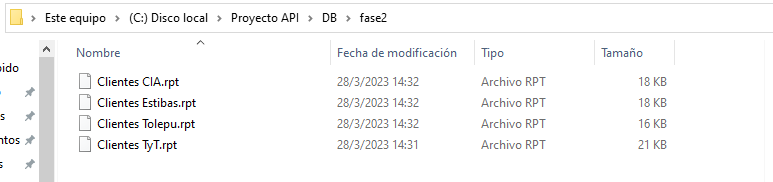 Este equipo > (C:) Disco local > Proyecto API > DB > fase2
Nombre Fecha de modificación Tipo Tamaño
Clientes CIA.rpt 28/3/2023 14:32 Archivo RPT 18 KB
Clientes Estibas.rpt 28/3/2023 14:32 Archivo RPT 18 KB
Clientes Tolepu.rpt 28/3/2023 14:32 Archivo RPT 16 KB
Clientes TyT.rpt 28/3/2023 14:31 Archivo RPT 21 KB